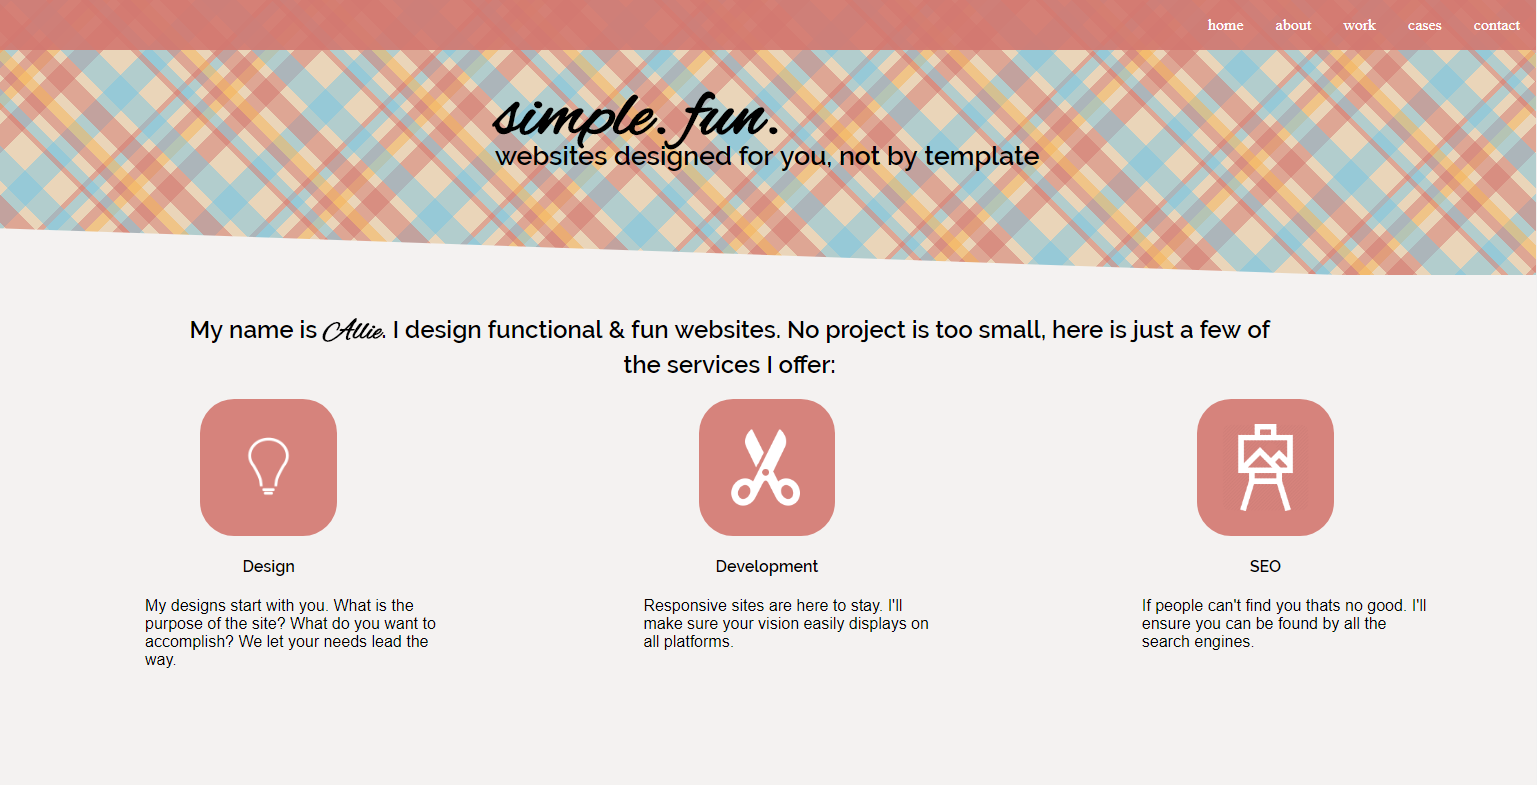 home about work cases contact
simple. fun.
websites designed for you, not by template
My name is Allie. I design functional & fun websites. No project is too small, here is just a few of
the services I offer:
Design
My designs start with you. What is the
purpose of the site? What do you want to
accomplish? We let your needs lead the
way.
Development
Responsive sites are here to stay. I'll
make sure your vision easily displays on
all platforms.
SEO
If people can't find you thats no good. I'll
ensure you can be found by all the
search engines.